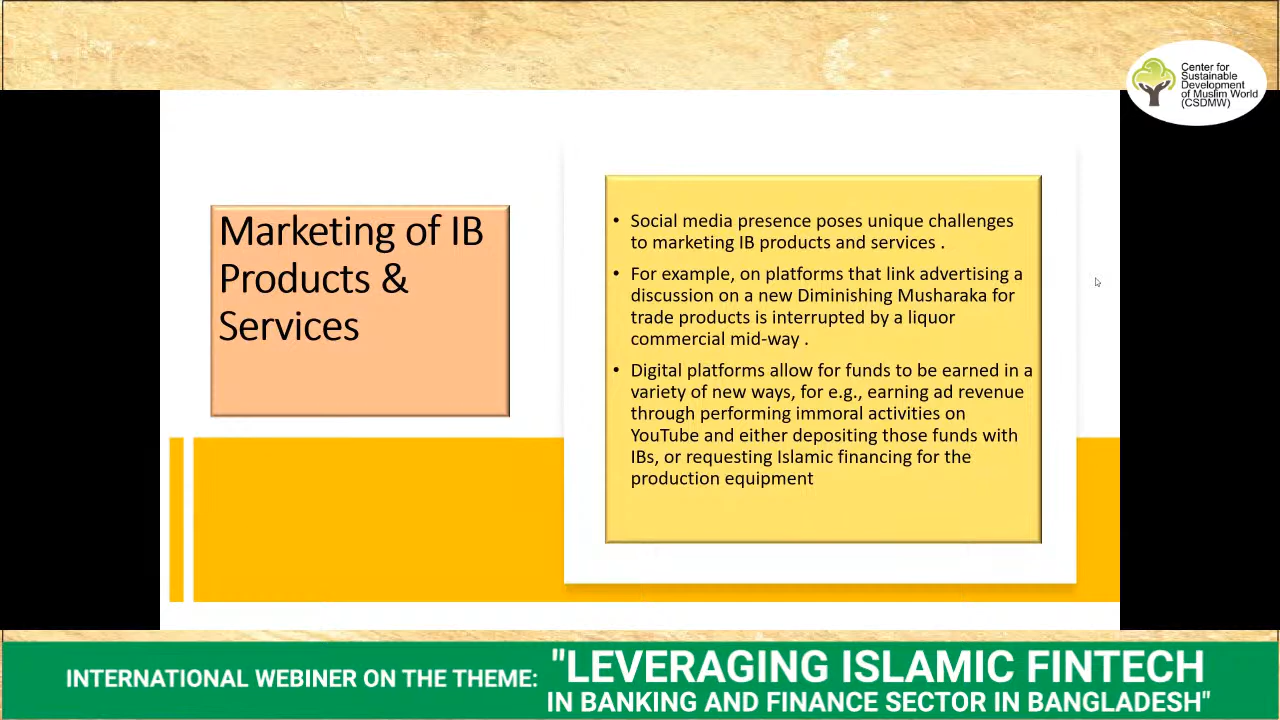 Center for
Sustainable
Development
of Muslim World
(CSDMW)
Marketing of IB
Products &
Services
• Social media presence poses unique challenges
to marketing IB products and services .
• For example, on platforms that link advertising a
discussion on a new Diminishing Musharaka for
trade products is interrupted by a liquor
commercial mid-way .
• Digital platforms allow for funds to be earned in a
variety of new ways, for e.g., earning ad revenue
through performing immoral activities on
YouTube and either depositing those funds with
IBs, or requesting Islamic financing for the
production equipment
INTERNATIONAL WEBINER ON THE THEME: "LEVERAGING ISLAMIC FINTECH
IN BANKING AND FINANCE SECTOR IN BANGLADESH"